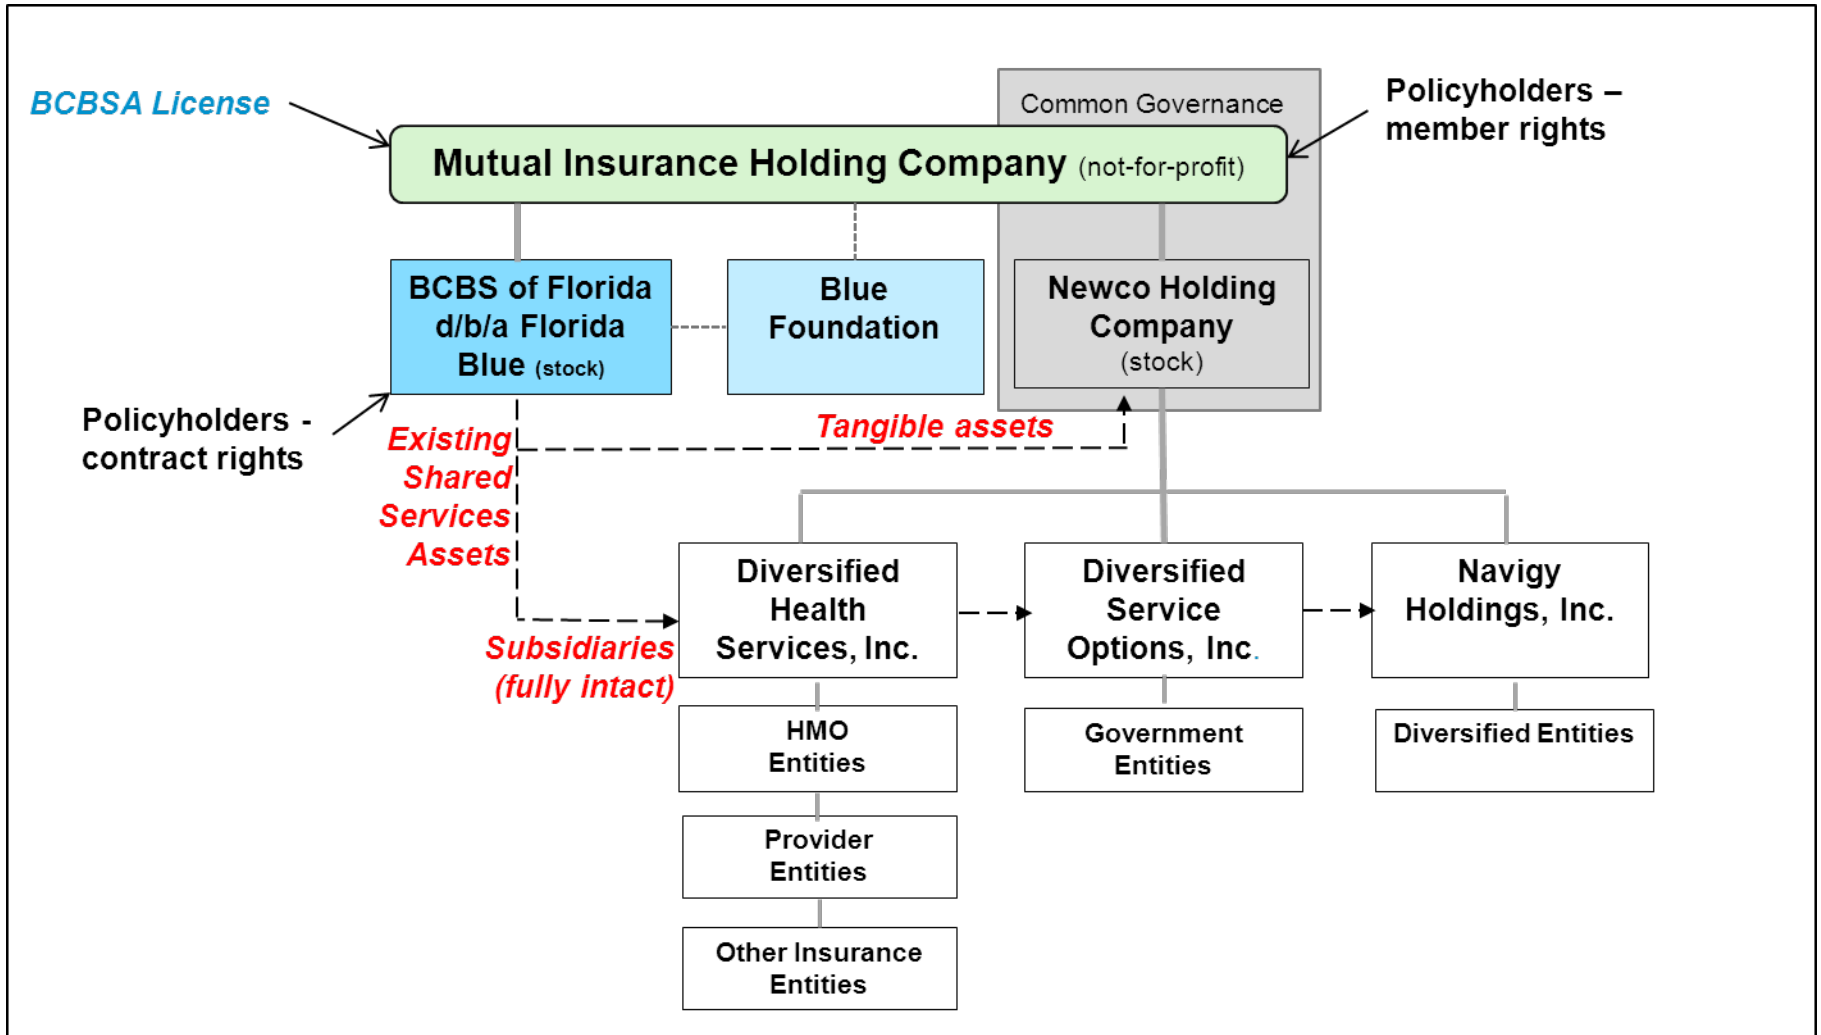 BCBSA License
Common Governance
Policyholders –
member rights
Mutual Insurance Holding Company (not-for-profit)
BCBS of Florida
d/b/a Florida
Blue (stock)
Blue
Foundation
Newco Holding
Company
(stock)
Policyholders -
contract rights
Existing
Shared
Services
Assets
Tangible assets
Subsidiaries
(fully intact)
Diversified
Health
Services, Inc.
Diversified
Service
Options, Inc.
Navigy
Holdings, Inc.
HMO
Entities
Government
Entities
Diversified Entities
Provider
Entities
Other Insurance
Entities